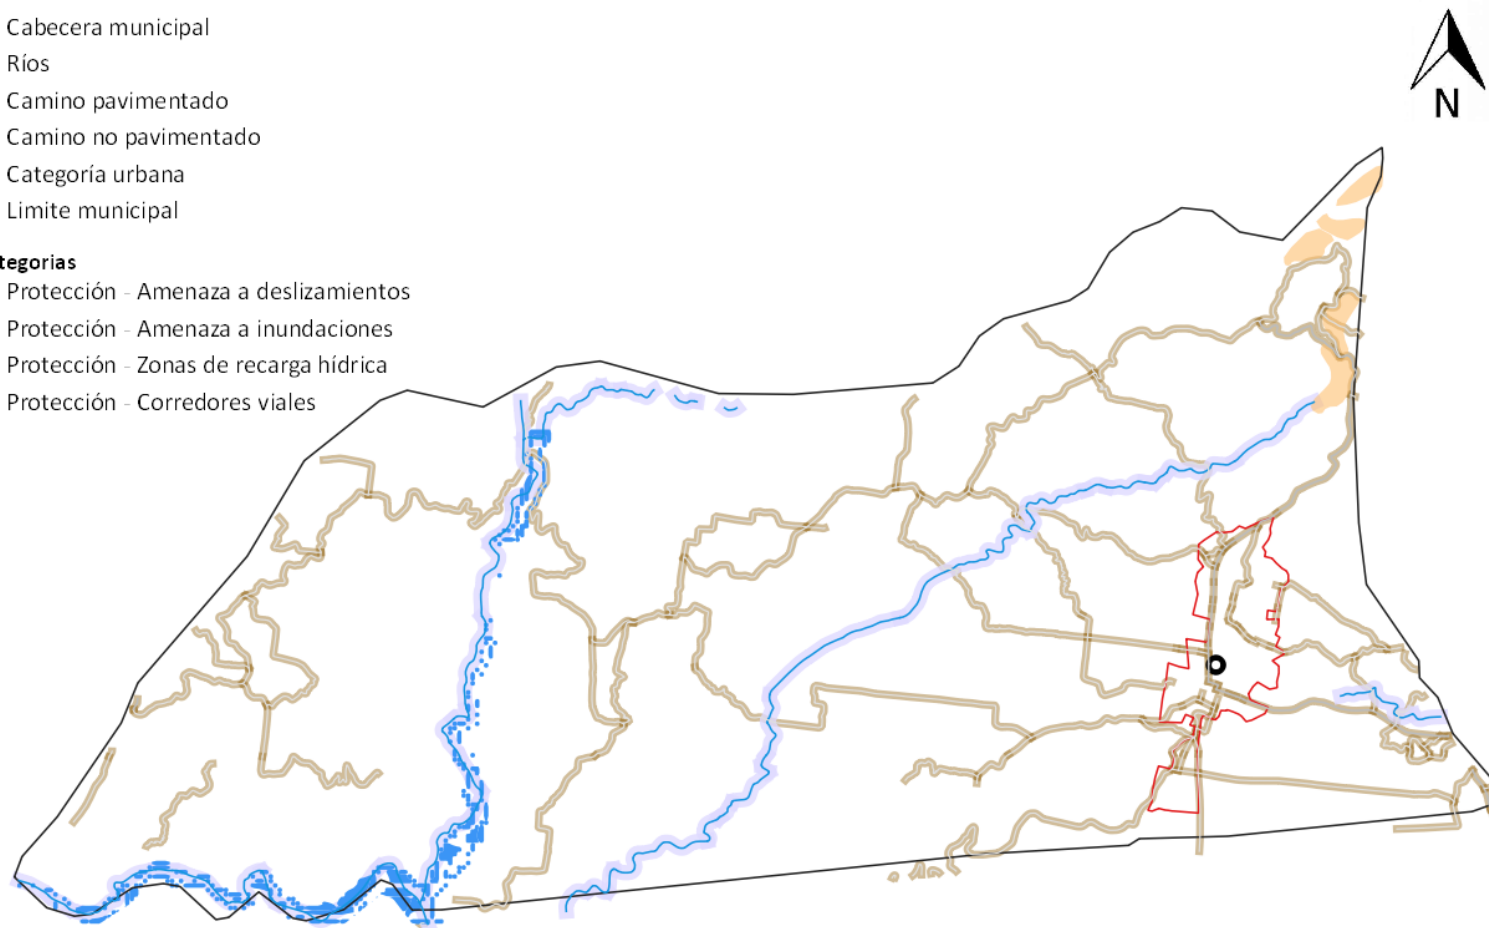 Cabecera municipal
Ríos
Camino pavimentado
Camino no pavimentado
Categoría urbana
Limite municipal
tegorias
Protección - Amenaza a deslizamientos
Protección - Amenaza a inundaciones
Protección - Zonas de recarga hídrica
Protección - Corredores viales
N